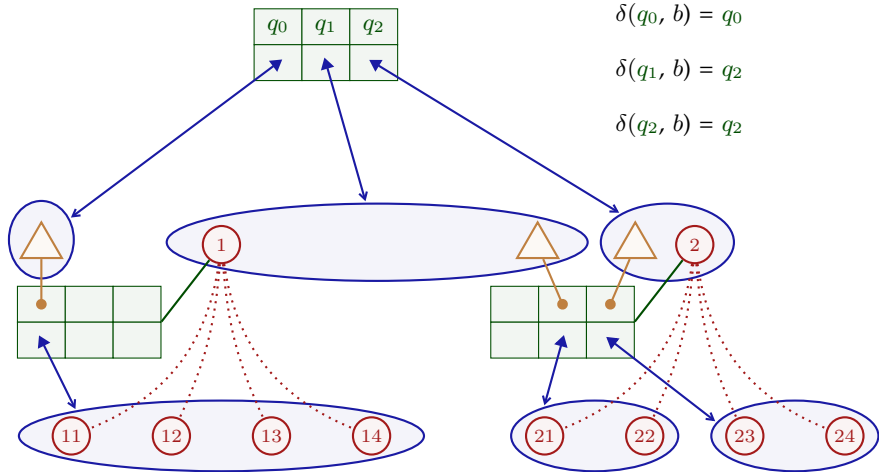 q₀ q₁ q₂
δ(q₀, b) = q₀
δ(q₁, b) = q₂
δ(q₂, b) = q₂
1 2
11 12 13 14 21 22 23 24